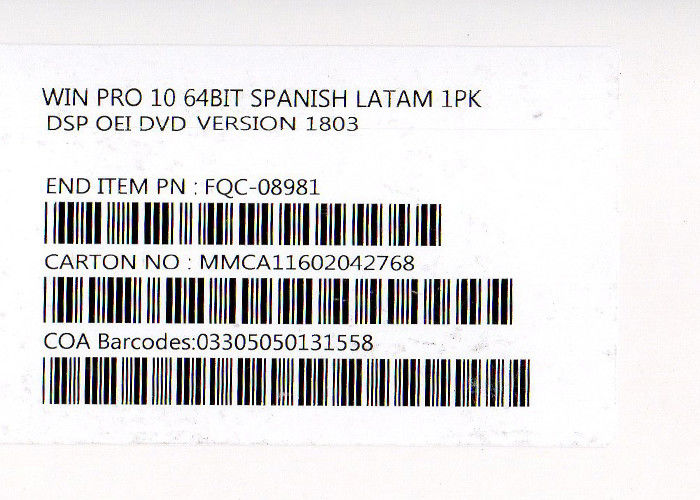 WIN PRO 10 64BIT SPANISH LATAM 1PK
DSP OEI DVD VERSION 1803
END ITEM PN : FQC-08981
CARTON NO : MMCA11602042768
COA Barcodes:03305050131558